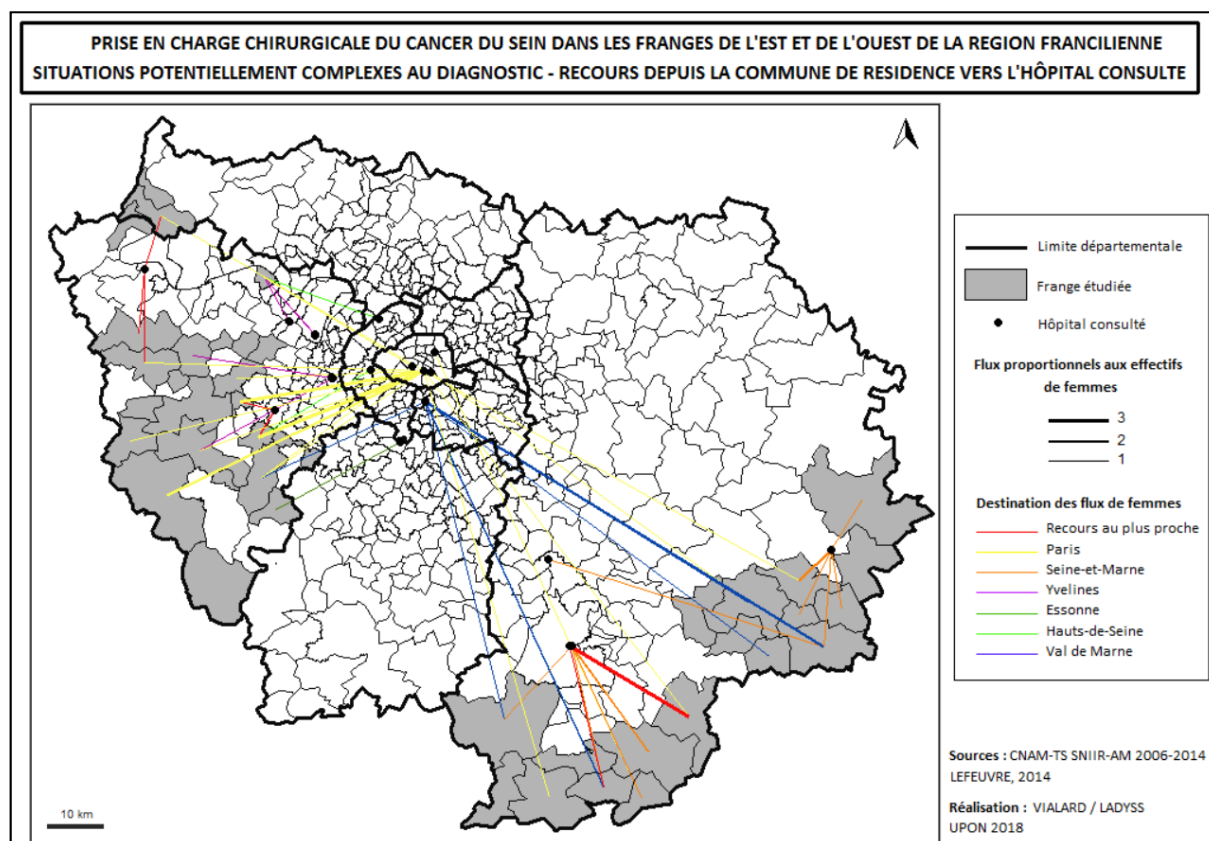 PRISE EN CHARGE CHIRURGICALE DU CANCER DU SEIN DANS LES FRANGES DE L'EST ET DE L'OUEST DE LA REGION FRANCILIENNE
SITUATIONS POTENTIELLEMENT COMPLEXES AU DIAGNOSTIC - RECOURS DEPUIS LA COMMUNE DE RESIDENCE VERS L'HÔPITAL CONSULTE
Limite départementale
Frange étudiée
Hôpital consulté
Flux proportionnels aux effectifs
de femmes
3
2
1
Destination des flux de femmes
Recours au plus proche
Paris
Seine-et-Marne
Yvelines
Essonne
Hauts-de-Seine
Val de Marne
Sources : CNAM-TS SNIIR-AM 2006-2014
LEFEUVRE, 2014
Réalisation : VIALARD / LADYSS
UPON 2018
10 km